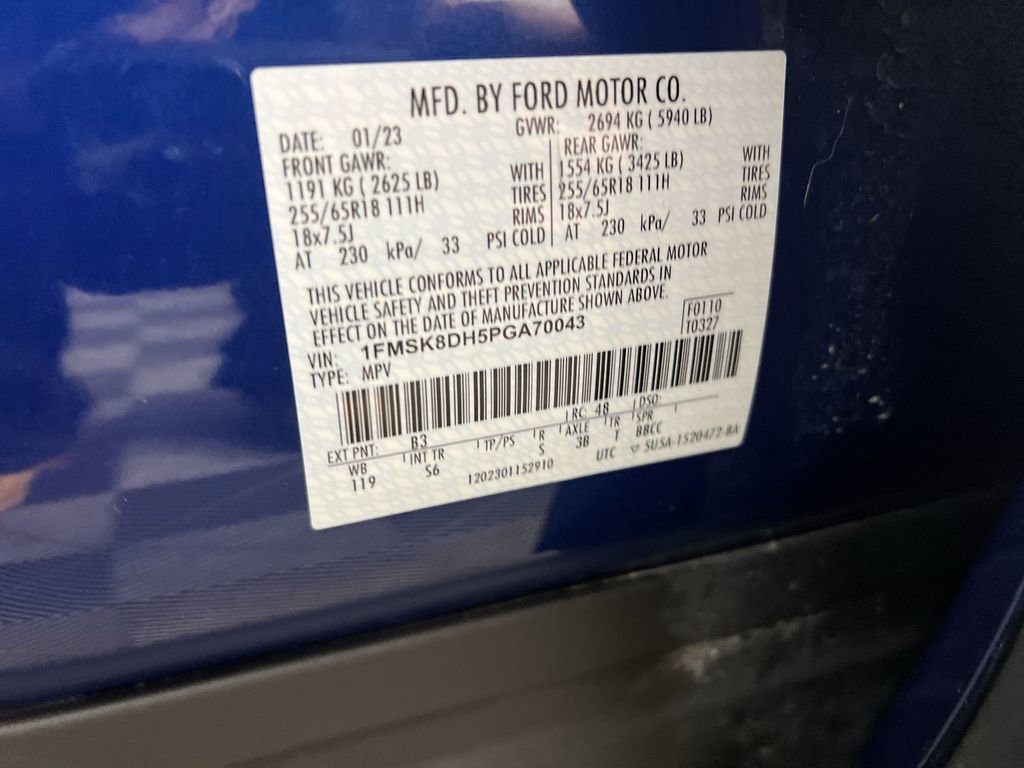 MFD. BY FORD MOTOR CO.
DATE: 01/23 GVWR: 2694 KG ( 5940 LB)
FRONT GAWR: REAR GAWR:
1191 KG ( 2625 LB) WITH 1554 KG ( 3425 LB) WITH
255/65R18 111H TIRES 255/65R18 111H TIRES
18x7.5J RIMS 18x7.5J RIMS
AT 230 kPa/ 33 PSI COLD AT 230 kPa/ 33 PSI COLD
THIS VEHICLE CONFORMS TO ALL APPLICABLE FEDERAL MOTOR
VEHICLE SAFETY AND THEFT PREVENTION STANDARDS IN
EFFECT ON THE DATE OF MANUFACTURE SHOWN ABOVE.
F0110
VIN: 1FMSK8DH5PGA70043 T0327
TYPE: MPV
EXT PNT: B3 RC: 48 DSO:
WB INT TR TP/PS R AXLE TR SPR
119 S6 S 3B T BBCC
1202301152910 UTC ▽ 5U5A-1520472-BA